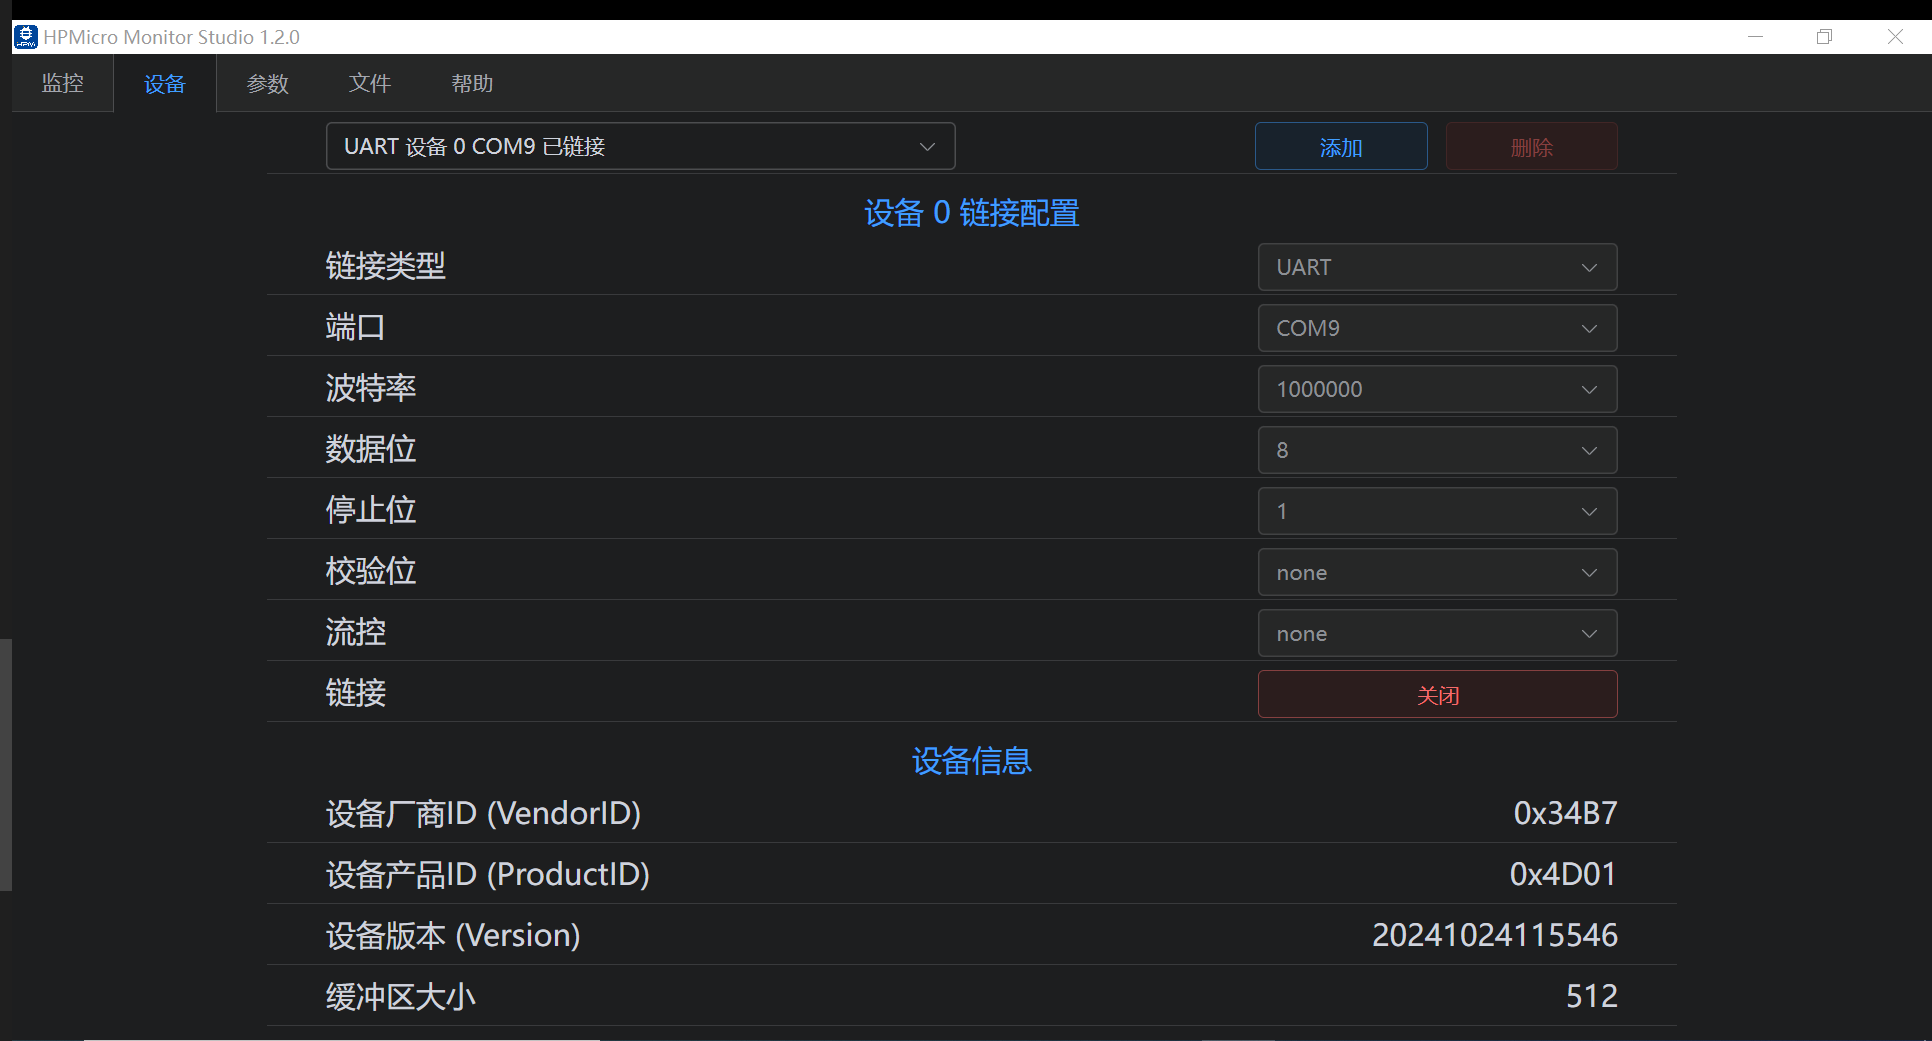 HPMicro Monitor Studio 1.2.0
监控 设备 参数 文件 帮助
UART 设备 0 COM9 已链接 添加 删除
设备 0 链接配置
链接类型 UART
端口 COM9
波特率 1000000
数据位 8
停止位 1
校验位 none
流控 none
链接 关闭
设备信息
设备厂商ID (VendorID) 0x34B7
设备产品ID (ProductID) 0x4D01
设备版本 (Version) 20241024115546
缓冲区大小 512